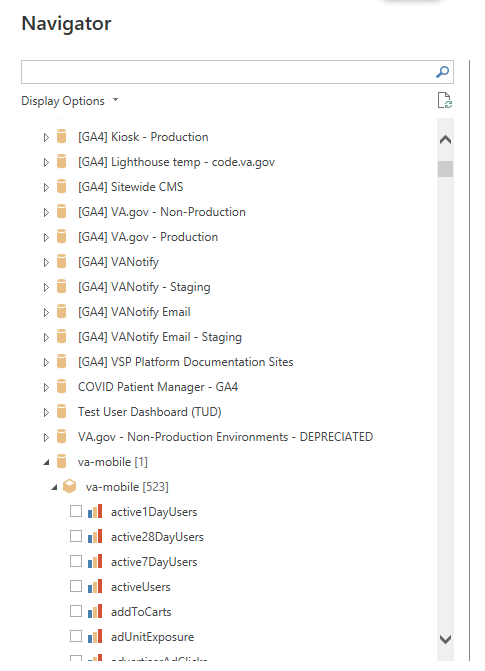 Navigator
Display Options
[GA4] Kiosk - Production
[GA4] Lighthouse temp - code.va.gov
[GA4] Sitewide CMS
[GA4] VA.gov - Non-Production
[GA4] VA.gov - Production
[GA4] VANotify
[GA4] VANotify - Staging
[GA4] VANotify Email
[GA4] VANotify Email - Staging
[GA4] VSP Platform Documentation Sites
COVID Patient Manager - GA4
Test User Dashboard (TUD)
VA.gov - Non-Production Environments - DEPRECIATED
va-mobile [1]
va-mobile [523]
active1DayUsers
active28DayUsers
active7DayUsers
activeUsers
addToCarts
adUnitExposure